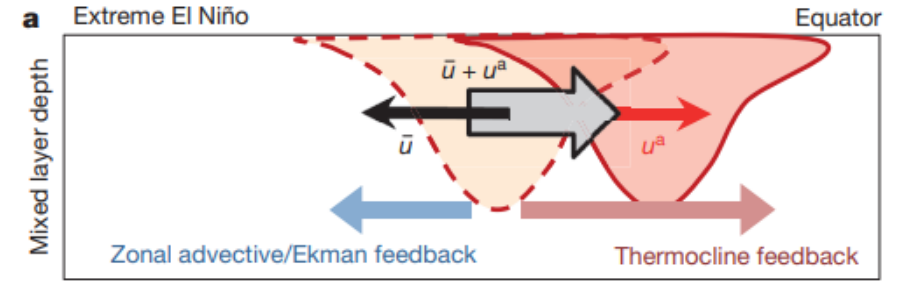 a Extreme El Niño Equator
Mixed layer depth
ū + uᵃ
ū
uᵃ
Zonal advective/Ekman feedback Thermocline feedback